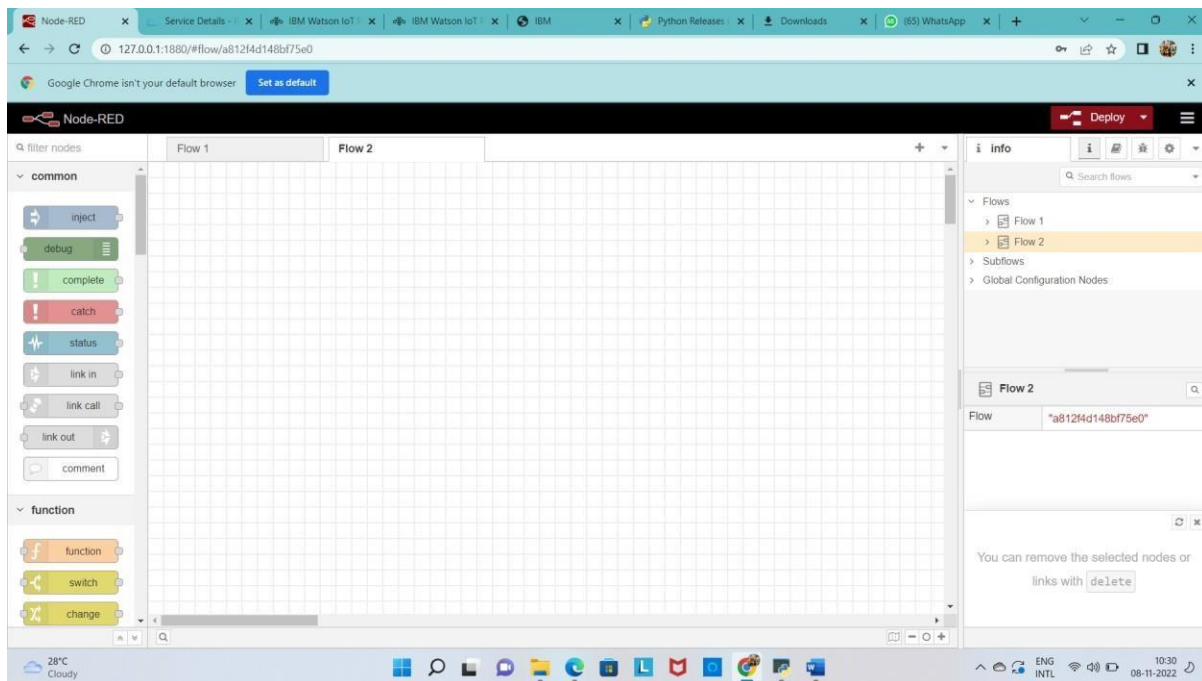 Node-RED
Service Details - I
IBM Watson IoT P
IBM Watson IoT P
IBM
Python Releases
Downloads
(65) WhatsApp
127.0.0.1:1880/#flow/a812f4d148bf75e0
Google Chrome isn't your default browser
Set as default
Node-RED
Deploy
filter nodes
Flow 1
Flow 2
info
Search flows
common
inject
debug
complete
catch
status
link in
link call
link out
comment
function
function
switch
change
Flows
Flow 1
Flow 2
Subflows
Global Configuration Nodes
Flow 2
Flow
"a812f4d148bf75e0"
You can remove the selected nodes or
links with delete
28°C
Cloudy
ENG
INTL
10:30
08-11-2022